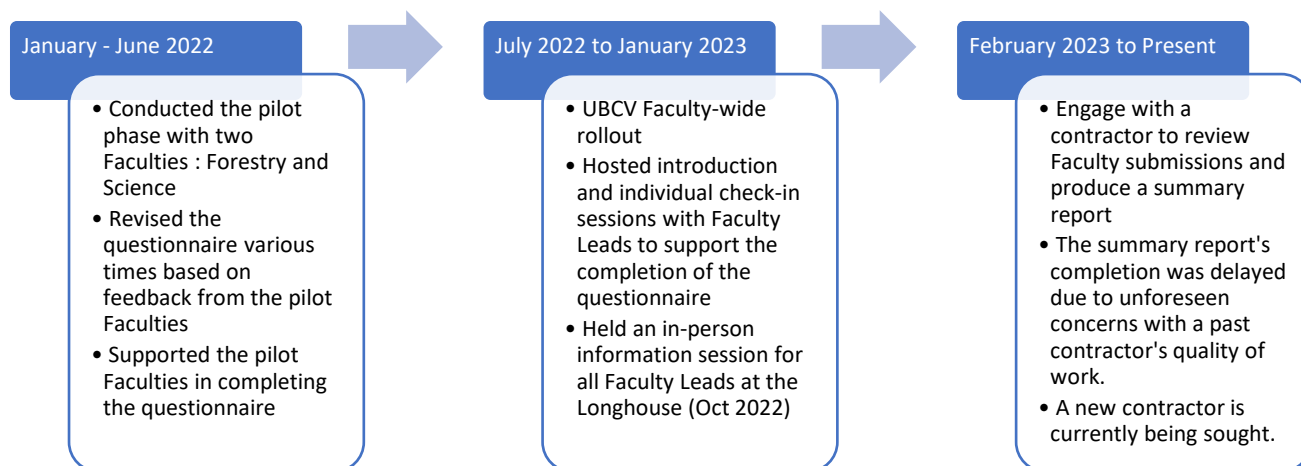 January - June 2022
• Conducted the pilot
phase with two
Faculties : Forestry and
Science
• Revised the
questionnaire various
times based on
feedback from the pilot
Faculties
• Supported the pilot
Faculties in completing
the questionnaire
July 2022 to January 2023
• UBCV Faculty-wide
rollout
• Hosted introduction
and individual check-in
sessions with Faculty
Leads to support the
completion of the
questionnaire
• Held an in-person
information session for
all Faculty Leads at the
Longhouse (Oct 2022)
February 2023 to Present
• Engage with a
contractor to review
Faculty submissions and
produce a summary
report
• The summary report's
completion was delayed
due to unforeseen
concerns with a past
contractor's quality of
work.
• A new contractor is
currently being sought.